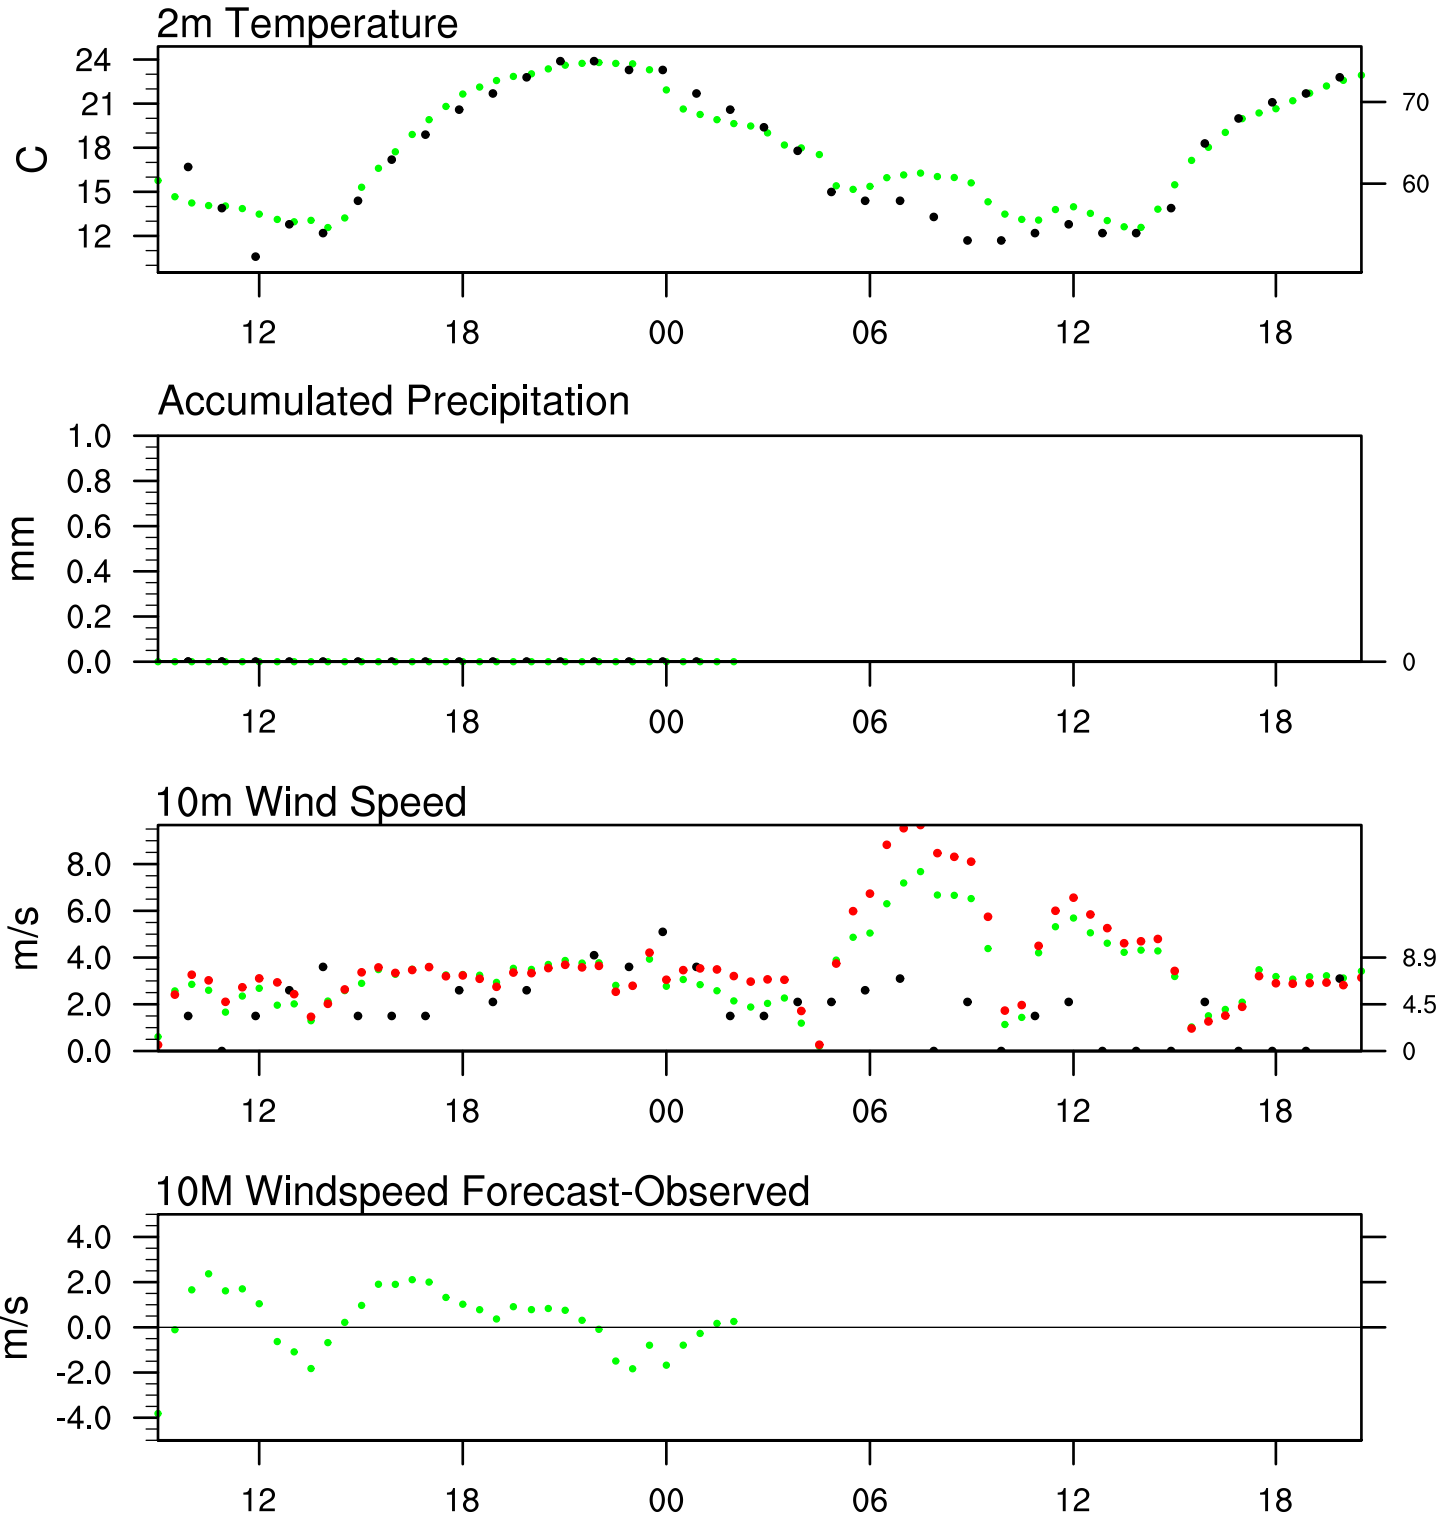 2m Temperature
24
21
18
15
12
C
70
60
12 18 00 06 12 18
Accumulated Precipitation
1.0
0.8
0.6
0.4
0.2
0.0
mm
0
12 18 00 06 12 18
10m Wind Speed
8.0
6.0
4.0
2.0
0.0
m/s
8.9
4.5
0
12 18 00 06 12 18
10M Windspeed Forecast-Observed
4.0
2.0
0.0
-2.0
-4.0
m/s
12 18 00 06 12 18